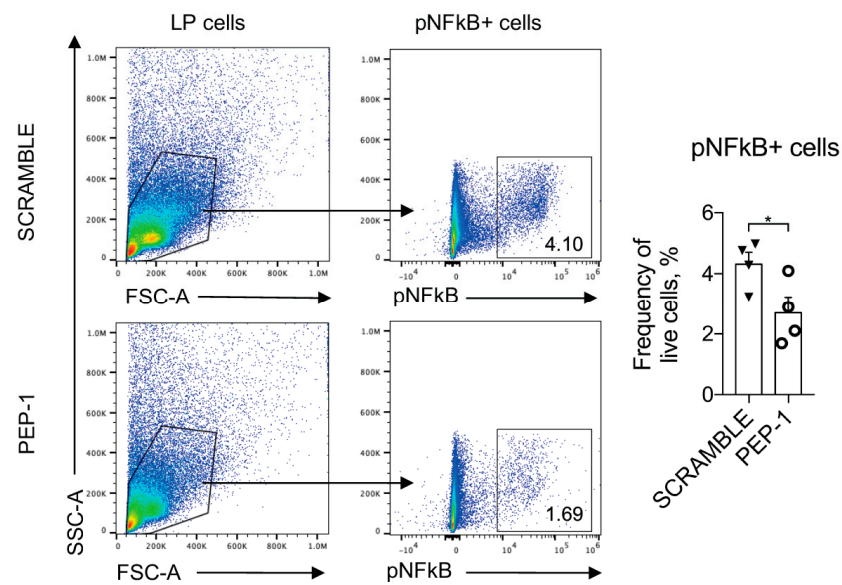 LP cells
pNFkB+ cells
SCRAMBLE
1.0M
800K
600K
400K
200K
0
0
200K
400K
600K
800K
1.0M
FSC-A
1.0M
800K
600K
400K
200K
0
4.10
-10⁴
0
10⁴
10⁵
10⁶
pNFkB
PEP-1
SSC-A
1.0M
800K
600K
400K
200K
0
0
200K
400K
600K
800K
1.0M
FSC-A
1.0M
800K
600K
400K
200K
0
1.69
-10⁴
0
10⁴
10⁵
10⁶
pNFkB
pNFkB+ cells
Frequency of
live cells, %
6
4
2
0
*
SCRAMBLE
PEP-1